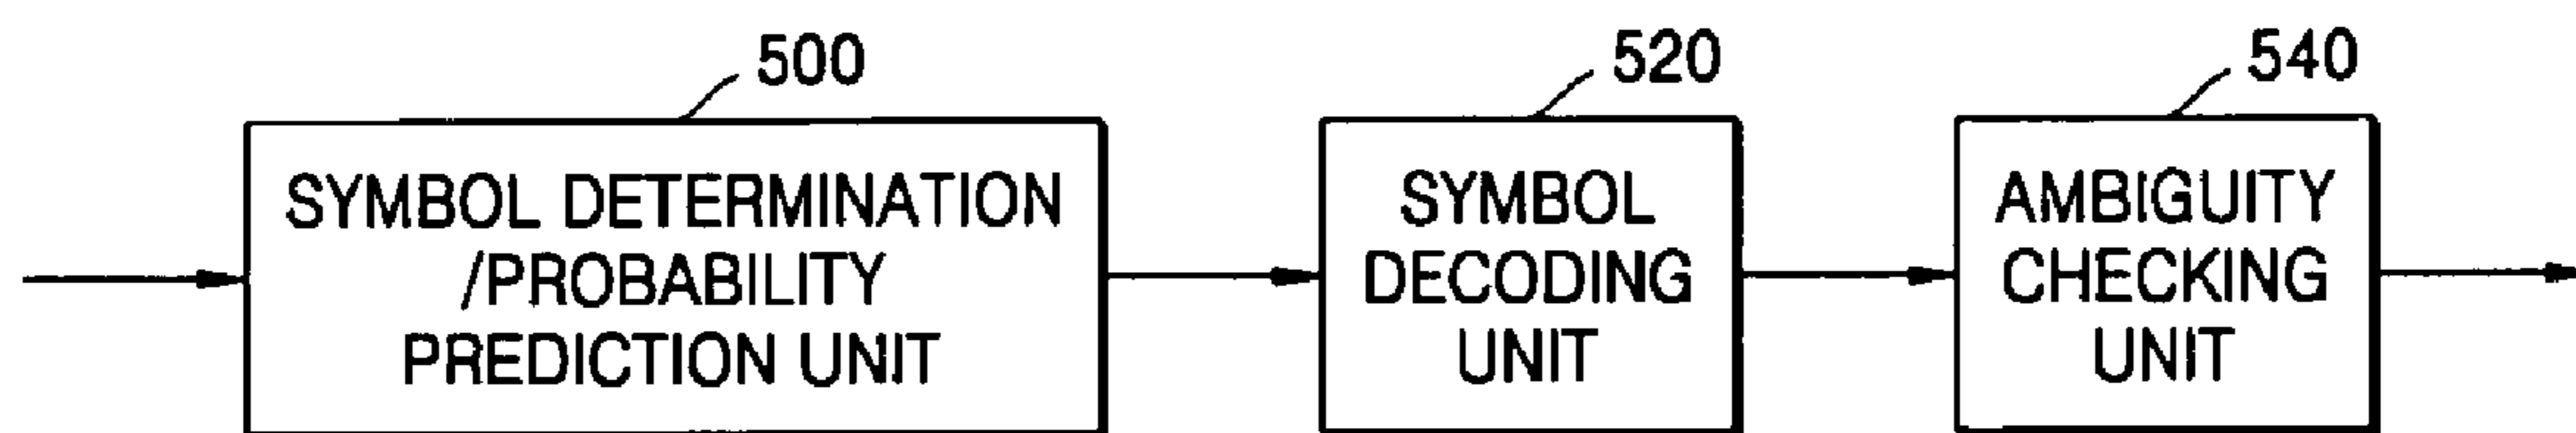 500
SYMBOL DETERMINATION
/PROBABILITY
PREDICTION UNIT
520
SYMBOL
DECODING
UNIT
540
AMBIGUITY
CHECKING
UNIT